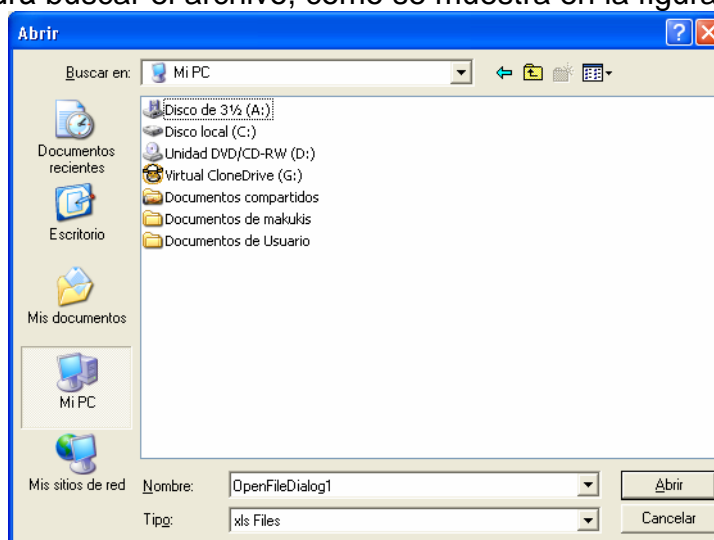 ara buscar el archivo, como se muestra en la figura
Abrir
Buscar en:
Mi PC
Documentos
recientes
Escritorio
Mis documentos
Mi PC
Mis sitios de red
Disco de 3½ (A:)
Disco local (C:)
Unidad DVD/CD-RW (D:)
Virtual CloneDrive (G:)
Documentos compartidos
Documentos de makukis
Documentos de Usuario
Nombre:
OpenFileDialog1
Abrir
Tipo:
xls Files
Cancelar